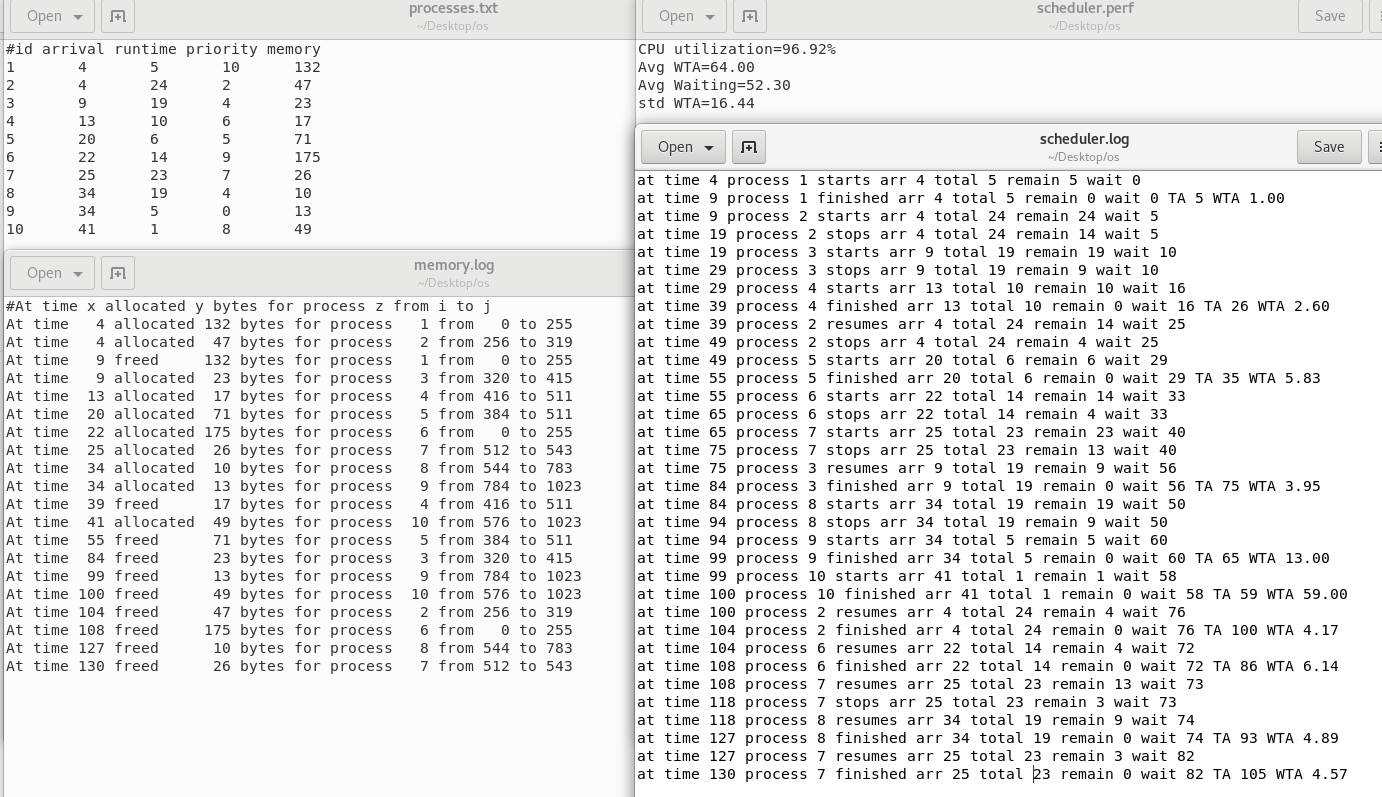 Open
processes.txt
~/Desktop/os
#id arrival runtime priority memory
1 4 5 10 132
2 4 24 2 47
3 9 19 4 23
4 13 10 6 17
5 20 6 5 71
6 22 14 9 175
7 25 23 7 26
8 34 19 4 10
9 34 5 0 13
10 41 1 8 49
Open
memory.log
~/Desktop/os
#At time x allocated y bytes for process z from i to j
At time 4 allocated 132 bytes for process 1 from 0 to 255
At time 4 allocated 47 bytes for process 2 from 256 to 319
At time 9 freed 132 bytes for process 1 from 0 to 255
At time 9 allocated 23 bytes for process 3 from 320 to 415
At time 13 allocated 17 bytes for process 4 from 416 to 511
At time 20 allocated 71 bytes for process 5 from 384 to 511
At time 22 allocated 175 bytes for process 6 from 0 to 255
At time 25 allocated 26 bytes for process 7 from 512 to 543
At time 34 allocated 10 bytes for process 8 from 544 to 783
At time 34 allocated 13 bytes for process 9 from 784 to 1023
At time 39 freed 17 bytes for process 4 from 416 to 511
At time 41 allocated 49 bytes for process 10 from 576 to 1023
At time 55 freed 71 bytes for process 5 from 384 to 511
At time 84 freed 23 bytes for process 3 from 320 to 415
At time 99 freed 13 bytes for process 9 from 784 to 1023
At time 100 freed 49 bytes for process 10 from 576 to 1023
At time 104 freed 47 bytes for process 2 from 256 to 319
At time 108 freed 175 bytes for process 6 from 0 to 255
At time 127 freed 10 bytes for process 8 from 544 to 783
At time 130 freed 26 bytes for process 7 from 512 to 543
Open
scheduler.perf
~/Desktop/os
Save
CPU utilization=96.92%
Avg WTA=64.00
Avg Waiting=52.30
std WTA=16.44
Open
scheduler.log
~/Desktop/os
Save
at time 4 process 1 starts arr 4 total 5 remain 5 wait 0
at time 9 process 1 finished arr 4 total 5 remain 0 wait 0 TA 5 WTA 1.00
at time 9 process 2 starts arr 4 total 24 remain 24 wait 5
at time 19 process 2 stops arr 4 total 24 remain 14 wait 5
at time 19 process 3 starts arr 9 total 19 remain 19 wait 10
at time 29 process 3 stops arr 9 total 19 remain 9 wait 10
at time 29 process 4 starts arr 13 total 10 remain 10 wait 16
at time 39 process 4 finished arr 13 total 10 remain 0 wait 16 TA 26 WTA 2.60
at time 39 process 2 resumes arr 4 total 24 remain 14 wait 25
at time 49 process 2 stops arr 4 total 24 remain 4 wait 25
at time 49 process 5 starts arr 20 total 6 remain 6 wait 29
at time 55 process 5 finished arr 20 total 6 remain 0 wait 29 TA 35 WTA 5.83
at time 55 process 6 starts arr 22 total 14 remain 14 wait 33
at time 65 process 6 stops arr 22 total 14 remain 4 wait 33
at time 65 process 7 starts arr 25 total 23 remain 23 wait 40
at time 75 process 7 stops arr 25 total 23 remain 13 wait 40
at time 75 process 3 resumes arr 9 total 19 remain 9 wait 56
at time 84 process 3 finished arr 9 total 19 remain 0 wait 56 TA 75 WTA 3.95
at time 84 process 8 starts arr 34 total 19 remain 19 wait 50
at time 94 process 8 stops arr 34 total 19 remain 9 wait 50
at time 94 process 9 starts arr 34 total 5 remain 5 wait 60
at time 99 process 9 finished arr 34 total 5 remain 0 wait 60 TA 65 WTA 13.00
at time 99 process 10 starts arr 41 total 1 remain 1 wait 58
at time 100 process 10 finished arr 41 total 1 remain 0 wait 58 TA 59 WTA 59.00
at time 100 process 2 resumes arr 4 total 24 remain 4 wait 76
at time 104 process 2 finished arr 4 total 24 remain 0 wait 76 TA 100 WTA 4.17
at time 104 process 6 resumes arr 22 total 14 remain 4 wait 72
at time 108 process 6 finished arr 22 total 14 remain 0 wait 72 TA 86 WTA 6.14
at time 108 process 7 resumes arr 25 total 23 remain 13 wait 73
at time 118 process 7 stops arr 25 total 23 remain 3 wait 73
at time 118 process 8 resumes arr 34 total 19 remain 9 wait 74
at time 127 process 8 finished arr 34 total 19 remain 0 wait 74 TA 93 WTA 4.89
at time 127 process 7 resumes arr 25 total 23 remain 3 wait 82
at time 130 process 7 finished arr 25 total 23 remain 0 wait 82 TA 105 WTA 4.57